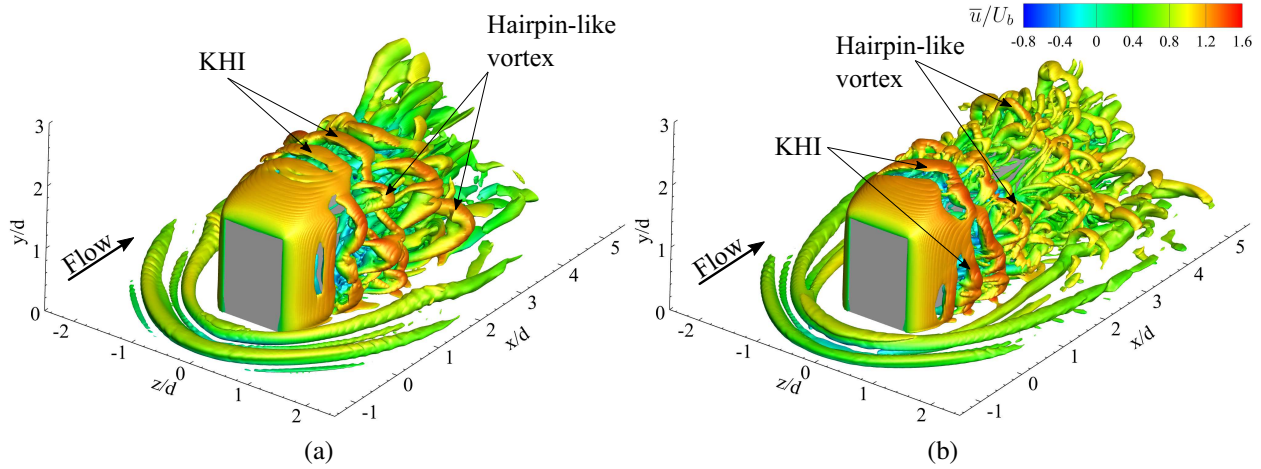 u̅/U_b
-0.8 -0.4 0 0.4 0.8 1.2 1.6
Hairpin-like
vortex
KHI
Flow
y/d
3
2
1
0
-2
-1
0
1
2
z/d
-1
0
1
2
3
4
5
x/d
(a)
Hairpin-like
vortex
KHI
Flow
y/d
3
2
1
0
-2
-1
0
1
2
z/d
-1
0
1
2
3
4
5
x/d
(b)